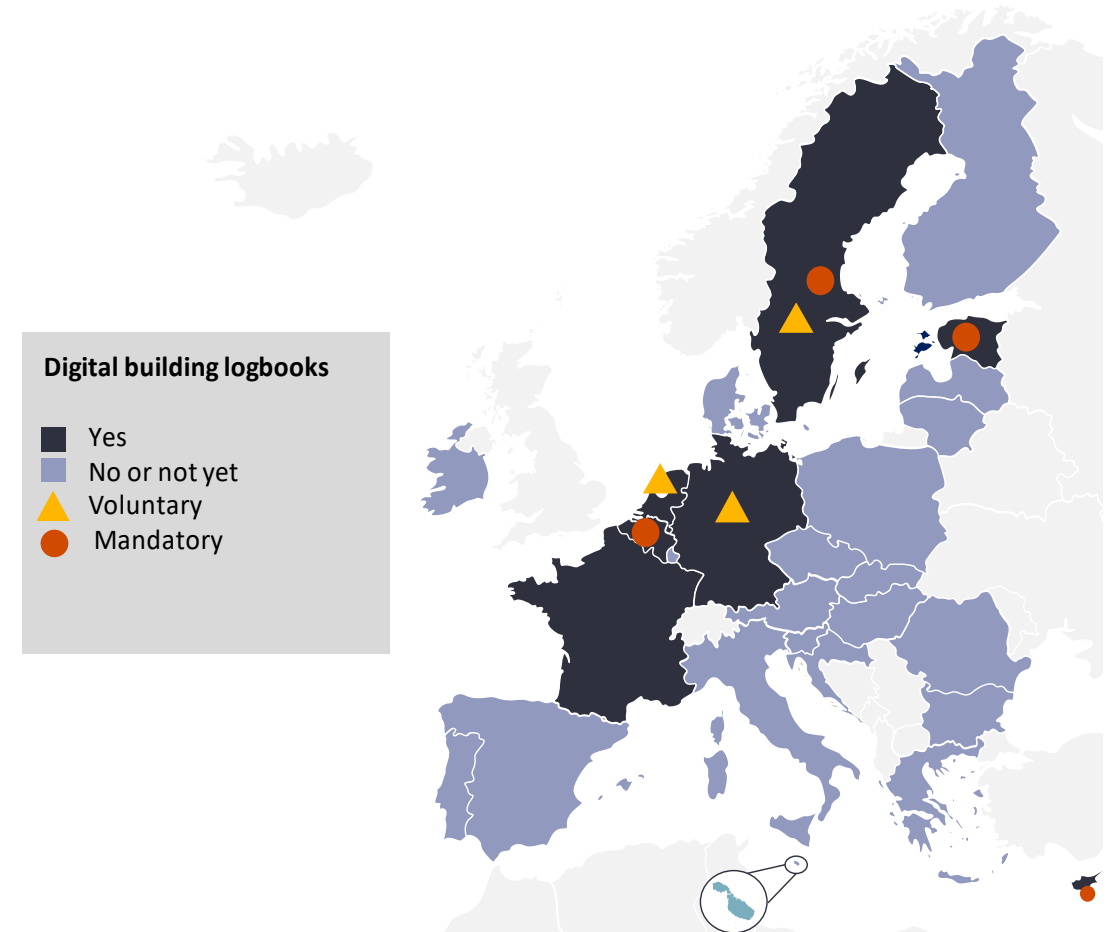 Digital building logbooks
Yes
No or not yet
Voluntary
Mandatory